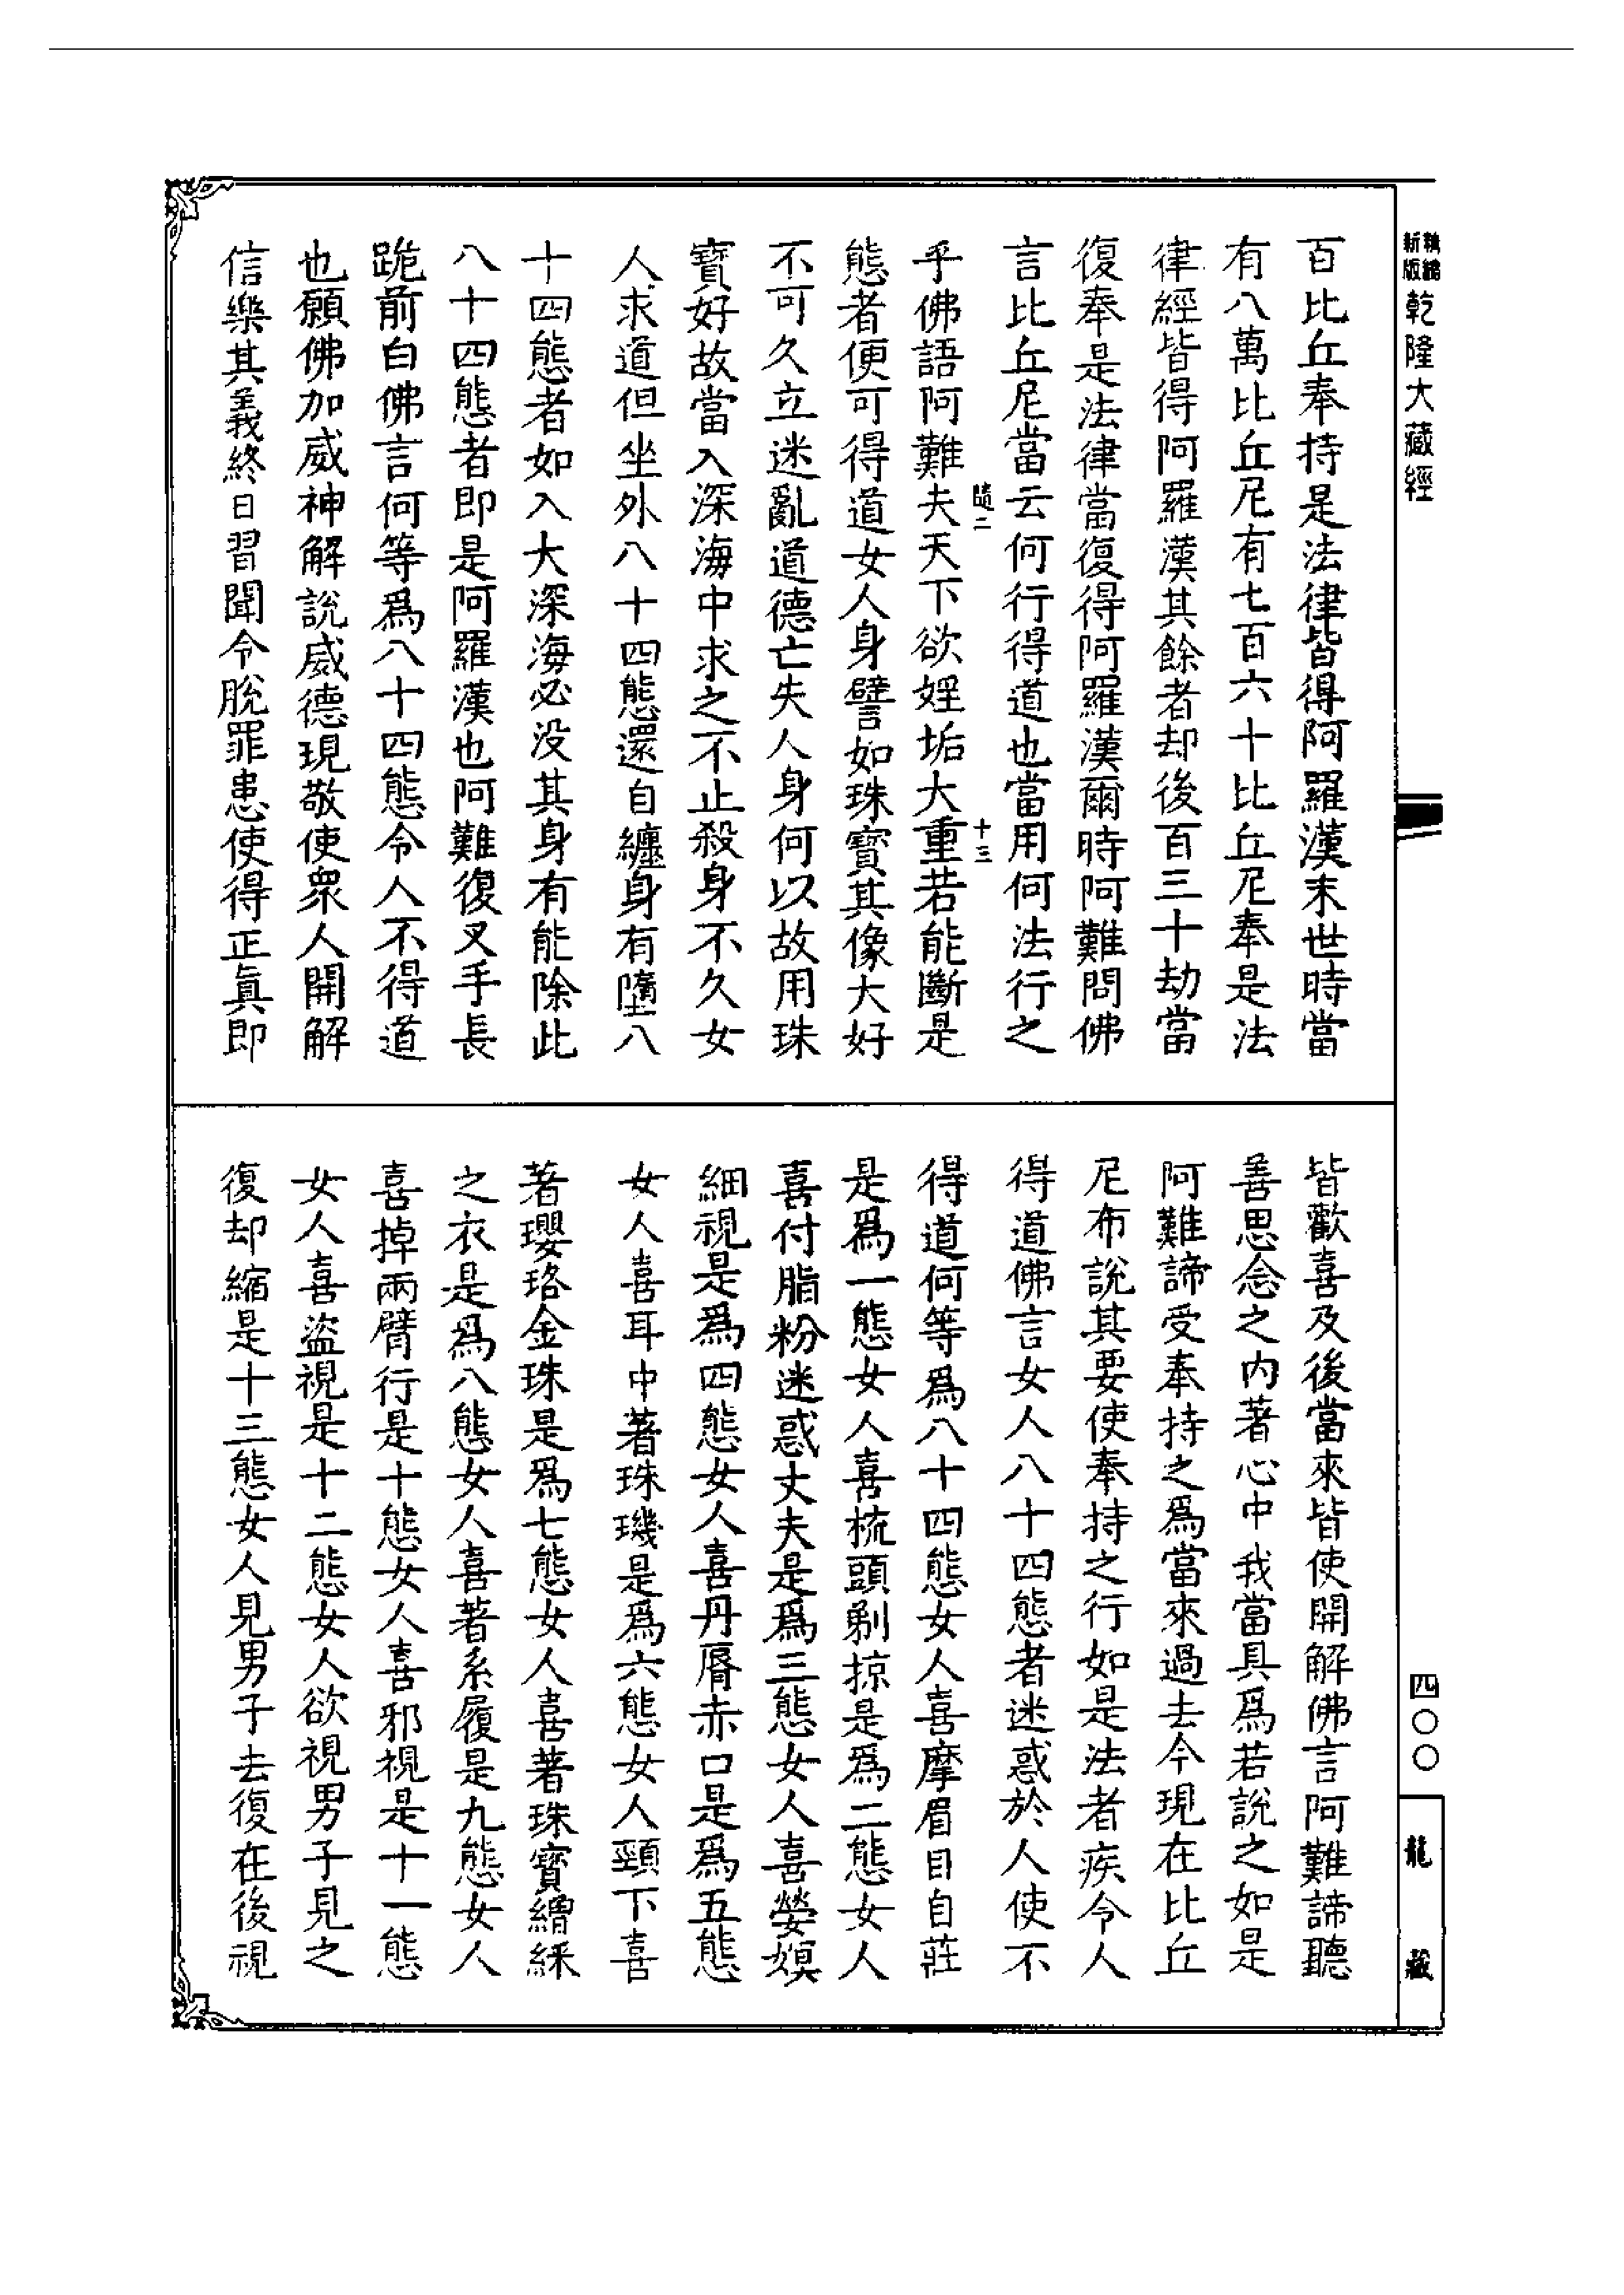 新版 乾隆大藏經
百比丘奉持是法律皆得阿羅漢末世時當
有八萬比丘尼有七百六十比丘尼奉是法
律經皆得阿羅漢其餘者却後百三十劫當
復奉是法律當復得阿羅漢爾時阿難問佛
言比丘尼當云何行得道也當用何法行之
隨二 十三
乎佛語阿難夫天下欲婬垢大重若能斷是
態者便可得道女人身譬如珠寶其像大好
不可久立迷亂道德亡失人身何以故用珠
寶好故當入深海中求之不止殺身不久女
人求道但坐外八十四態還自纏身有墮八
十四態者如入大深海必没其身有能除此
八十四態者即是阿羅漢也阿難復叉手長
跪前白佛言何等爲八十四態令人不得道
也願佛加威神解説威德現敬使衆人開解
信樂其義終日習聞令脫罪患使得正真即
皆歡喜及後當來皆使開解佛言阿難諦聽
善思念之内著心中我當具爲若說之如是
阿難諦受奉持之爲當來過去今現在比丘
尼布說其要使奉持之行如是法者疾令人
得道佛言女人八十四態者迷惑於人使不
得道何等爲八十四態女人喜摩眉目自莊
是爲一態女人喜梳頭剃掠是爲二態女人
喜付脂粉迷惑丈夫是爲三態女人喜嫈嫇
細視是爲四態女人喜丹脣赤口是爲五態
女人喜耳中著珠璣是爲六態女人頸下喜
著瓔珞金珠是爲七態女人喜著珠寶繒綵
之衣是爲八態女人喜著系履是九態女人
喜掉兩臂行是十態女人喜邪視是十一態
女人喜盜視是十二態女人欲視男子見之
復却縮是十三態女人見男子去復在後視
四〇〇
龍藏